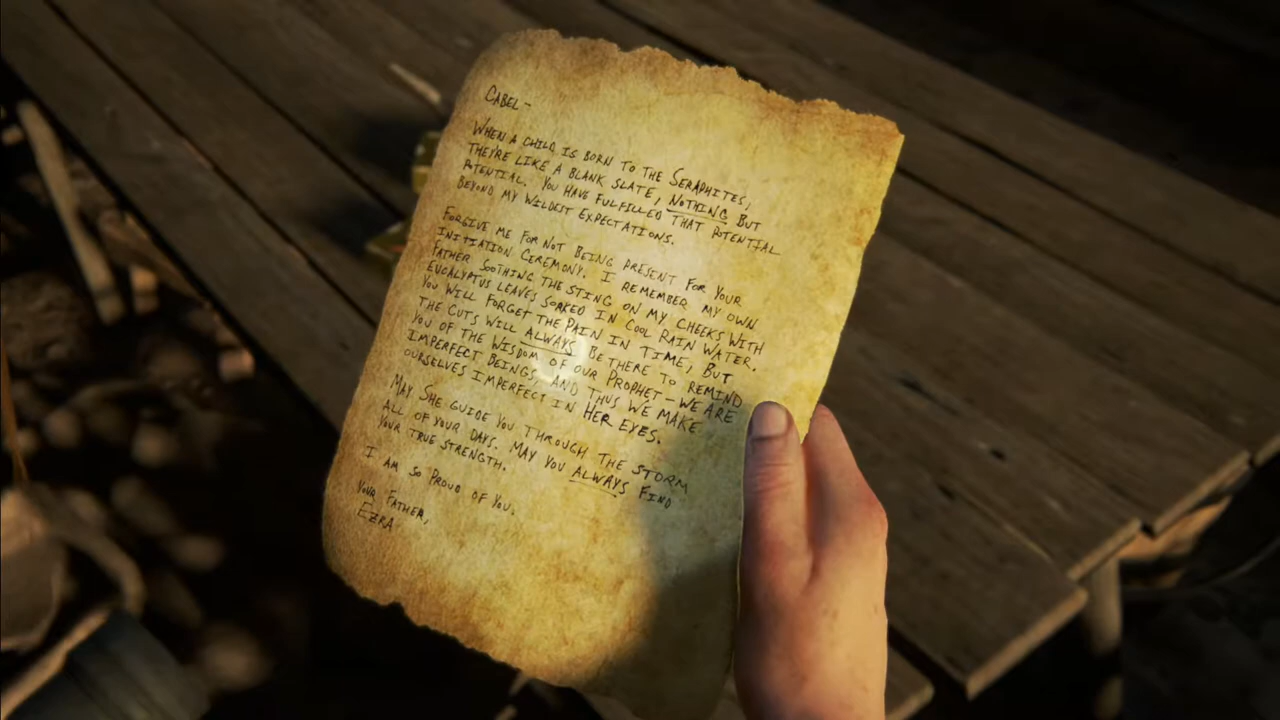 CABEL-
WHEN A CHILD IS BORN TO THE SERAPHITES,
THEY'RE LIKE A BLANK SLATE, NOTHING BUT
POTENTIAL. YOU HAVE FULFILLED THAT POTENTIAL
BEYOND MY WILDEST EXPECTATIONS.
FORGIVE ME FOR NOT BEING PRESENT FOR YOUR
INITIATION CEREMONY. I REMEMBER MY OWN
FATHER SOOTHING THE STING ON MY CHEEKS WITH
EUCALYPTUS LEAVES SOAKED IN COOL RAIN WATER.
YOU WILL FORGET THE PAIN IN TIME, BUT
THE CUTS WILL ALWAYS BE THERE TO REMIND
YOU OF THE WISDOM OF OUR PROPHET - WE ARE
IMPERFECT BEINGS, AND THUS WE MAKE
OURSELVES IMPERFECT IN HER EYES.
MAY SHE GUIDE YOU THROUGH THE STORM
ALL OF YOUR DAYS. MAY YOU ALWAYS FIND
YOUR TRUE STRENGTH.
I AM SO PROUD OF YOU.
YOUR FATHER,
EZRA